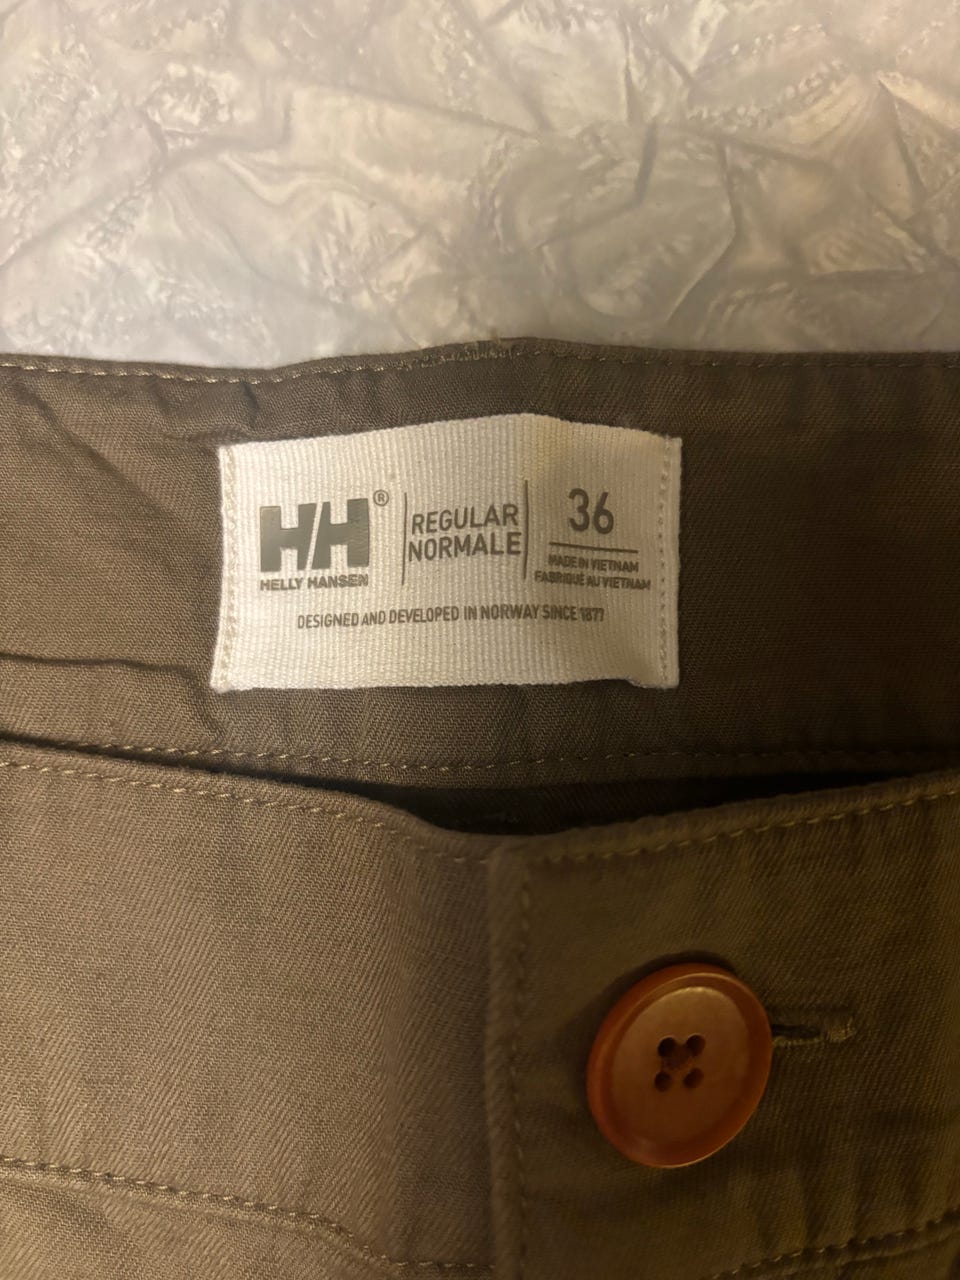 HH®
HELLY HANSEN
REGULAR
NORMALE
36
MADE IN VIETNAM
FABRIQUÉ AU VIETNAM
DESIGNED AND DEVELOPED IN NORWAY SINCE 1877